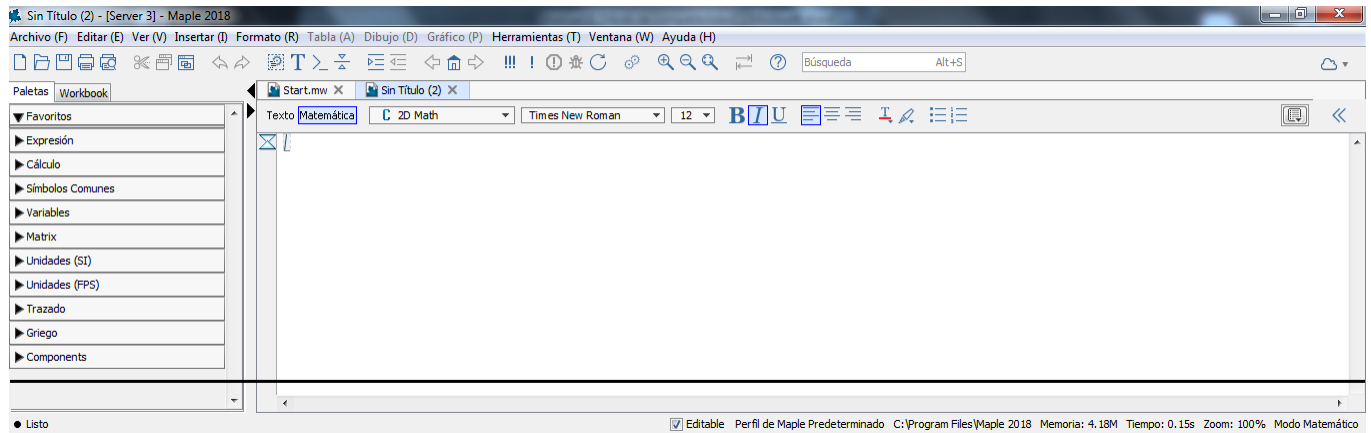 Sin Título (2) - [Server 3] - Maple 2018
Archivo (F) Editar (E) Ver (V) Insertar (I) Formato (R) Tabla (A) Dibujo (D) Gráfico (P) Herramientas (T) Ventana (W) Ayuda (H)
Búsqueda Alt+S
Paletas Workbook
Start.mw Sin Título (2)
Texto Matemática C 2D Math Times New Roman 12 B I U
Favoritos
Expresión
Cálculo
Símbolos Comunes
Variables
Matrix
Unidades (SI)
Unidades (FPS)
Trazado
Griego
Components
Listo
Editable Perfil de Maple Predeterminado C:\Program Files\Maple 2018 Memoria: 4.18M Tiempo: 0.15s Zoom: 100% Modo Matemático